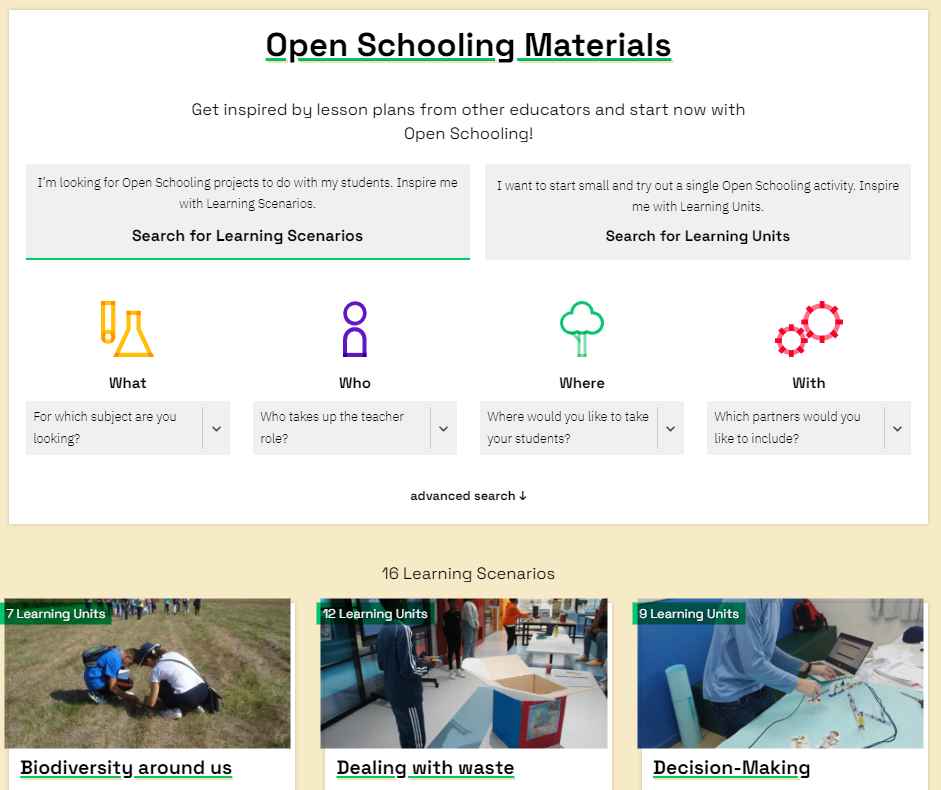 Open Schooling Materials
Get inspired by lesson plans from other educators and start now with
Open Schooling!
I'm looking for Open Schooling projects to do with my students. Inspire me
with Learning Scenarios.
Search for Learning Scenarios
I want to start small and try out a single Open Schooling activity. Inspire
me with Learning Units.
Search for Learning Units
What
For which subject are you
looking?
Who
Who takes up the teacher
role?
Where
Where would you like to take
your students?
With
Which partners would you
like to include?
advanced search ↓
16 Learning Scenarios
7 Learning Units
12 Learning Units
9 Learning Units
Biodiversity around us
Dealing with waste
Decision-Making